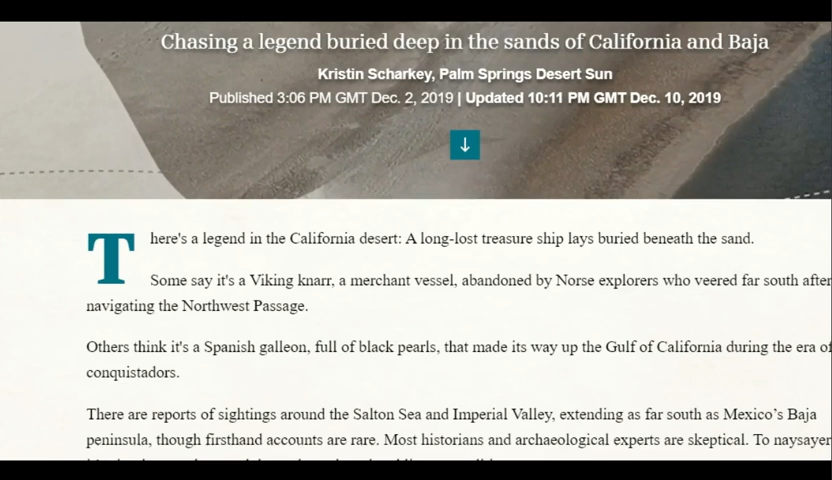 Chasing a legend buried deep in the sands of California and Baja
Kristin Scharkey, Palm Springs Desert Sun
Published 3:06 PM GMT Dec. 2, 2019 | Updated 10:11 PM GMT Dec. 10, 2019
There's a legend in the California desert: A long-lost treasure ship lays buried beneath the sand.
Some say it's a Viking knarr, a merchant vessel, abandoned by Norse explorers who veered far south after
navigating the Northwest Passage.
Others think it's a Spanish galleon, full of black pearls, that made its way up the Gulf of California during the era of
conquistadors.
There are reports of sightings around the Salton Sea and Imperial Valley, extending as far south as Mexico’s Baja
peninsula, though firsthand accounts are rare. Most historians and archaeological experts are skeptical. To naysayer